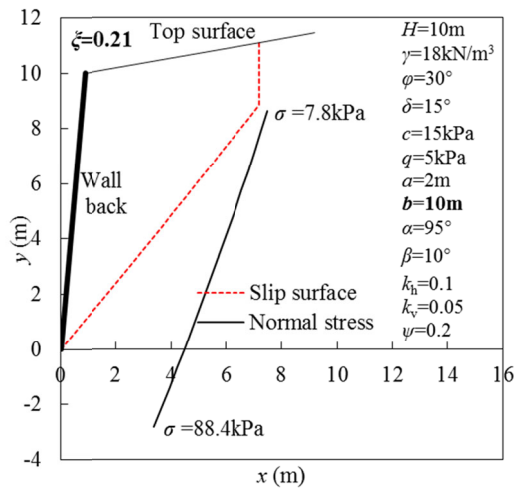 12
10
8
6
4
2
0
-2
-4
y (m)
0
2
4
6
8
10
12
14
16
x (m)
ξ=0.21
Top surface
σ =7.8kPa
Wall
back
Slip surface
Normal stress
σ =88.4kPa
H=10m
γ=18kN/m³
φ=30°
δ=15°
c=15kPa
q=5kPa
a=2m
b=10m
α=95°
β=10°
kh=0.1
kv=0.05
ψ=0.2